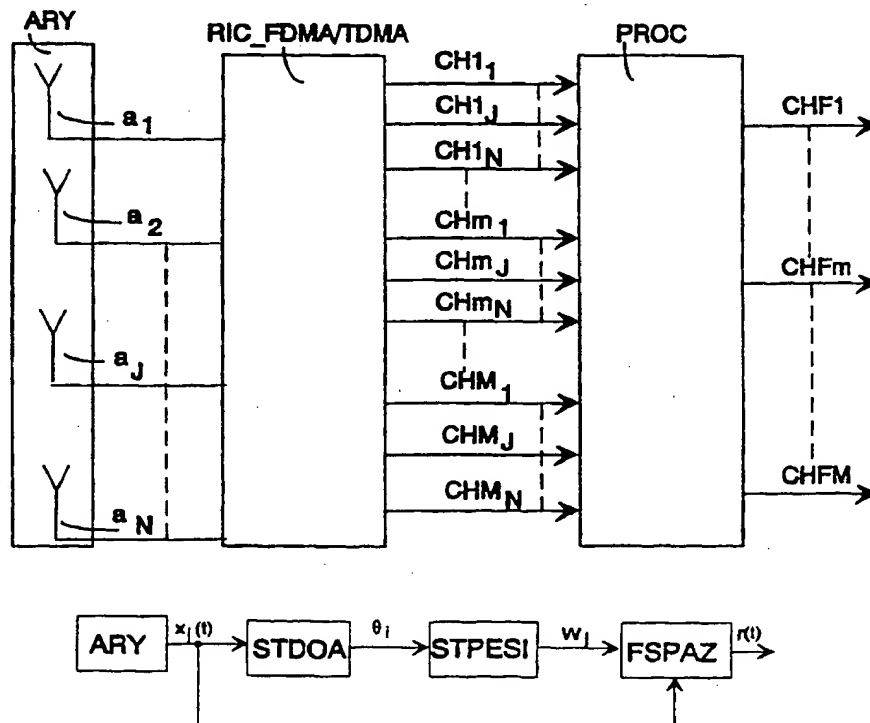 ARY
RIC_FDMA/TDMA
PROC
a1
a2
aJ
aN
CH1₁
CH1J
CH1N
CHm₁
CHmJ
CHmN
CHM₁
CHMJ
CHMN
CHF1
CHFm
CHFM
ARY
xj(t)
STDOA
θi
STPESI
wj
FSPAZ
r(t)